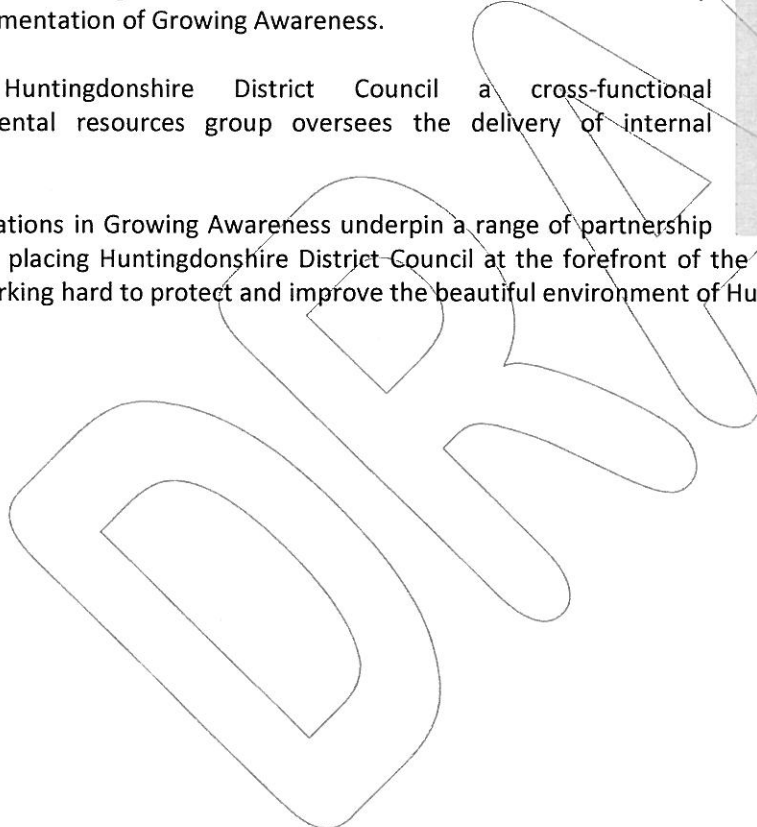 mentation of Growing Awareness.
Huntingdonshire District Council a cross-functional
ental resources group oversees the delivery of internal
ations in Growing Awareness underpin a range of partnership
placing Huntingdonshire District Council at the forefront of the
rking hard to protect and improve the beautiful environment of Hu
DRA